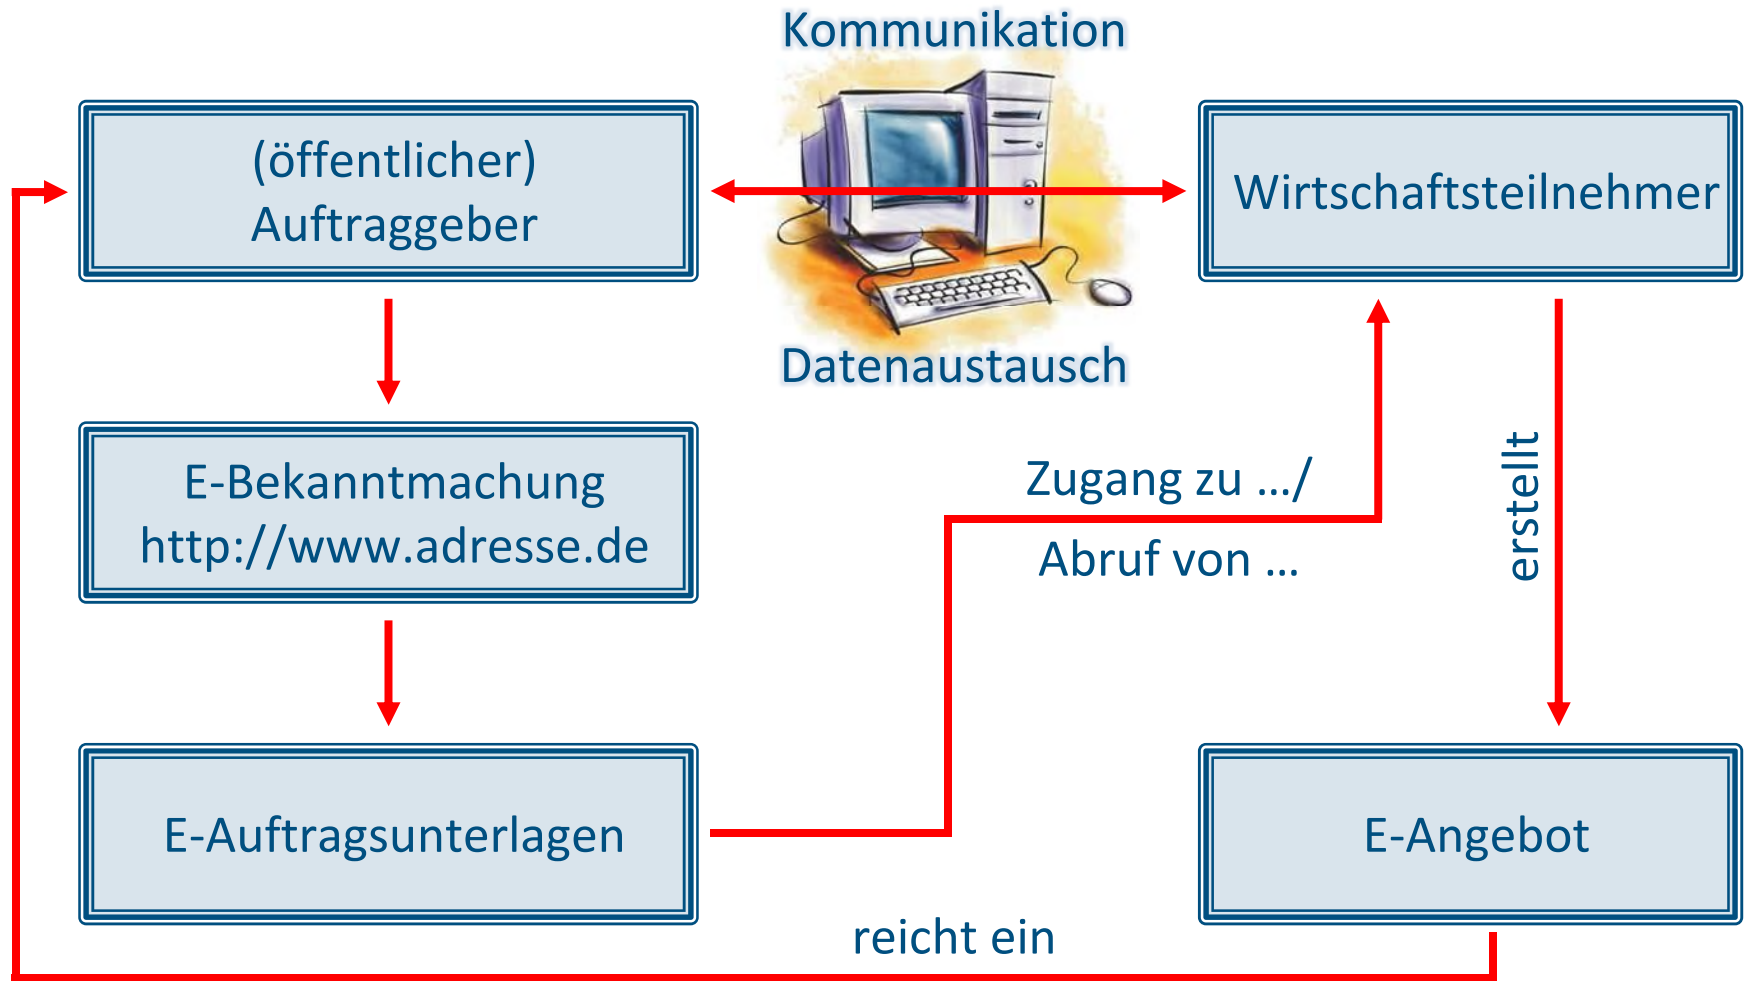 Kommunikation
(öffentlicher)
Auftraggeber
Wirtschaftsteilnehmer
Datenaustausch
E-Bekanntmachung
http://www.adresse.de
Zugang zu .../
Abruf von ...
erstellt
E-Auftragsunterlagen
E-Angebot
reicht ein